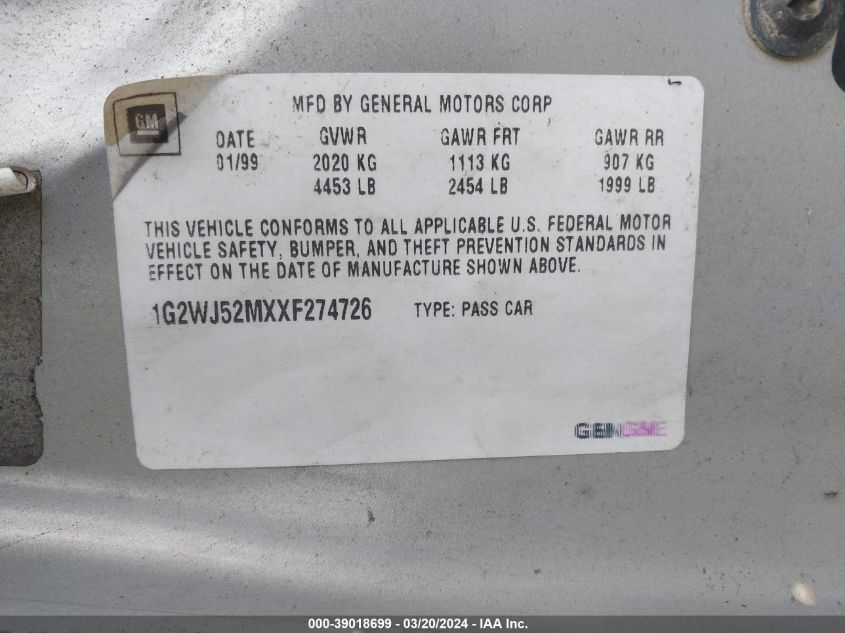 MFD BY GENERAL MOTORS CORP
GM
DATE GVWR GAWR FRT GAWR RR
01/99 2020 KG 1113 KG 907 KG
4453 LB 2454 LB 1999 LB
THIS VEHICLE CONFORMS TO ALL APPLICABLE U.S. FEDERAL MOTOR
VEHICLE SAFETY, BUMPER, AND THEFT PREVENTION STANDARDS IN
EFFECT ON THE DATE OF MANUFACTURE SHOWN ABOVE.
1G2WJ52MXXF274726 TYPE: PASS CAR
000-39018699 - 03/20/2024 - IAA Inc.